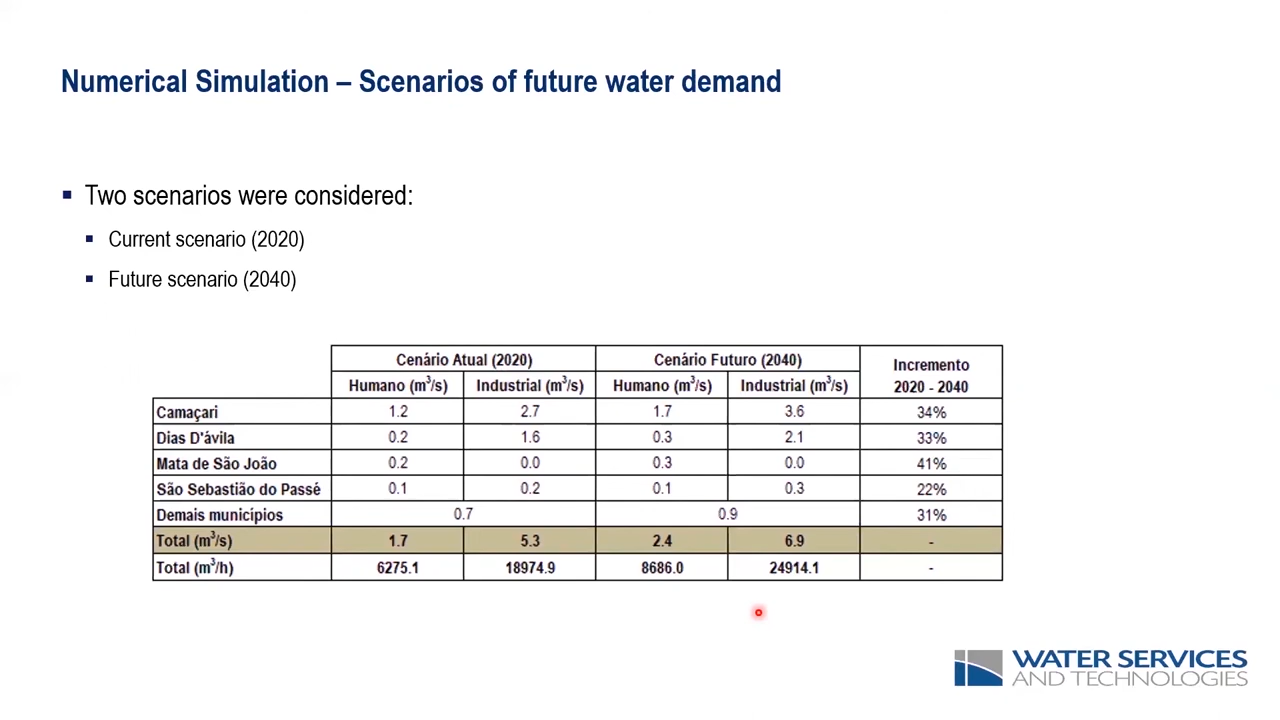 Numerical Simulation – Scenarios of future water demand
Two scenarios were considered:
Current scenario (2020)
Future scenario (2040)
Cenário Atual (2020) Cenário Futuro (2040) Incremento 2020 - 2040
Humano (m³/s) Industrial (m³/s) Humano (m³/s) Industrial (m³/s)
Camaçari 1.2 2.7 1.7 3.6 34%
Dias D'ávila 0.2 1.6 0.3 2.1 33%
Mata de São João 0.2 0.0 0.3 0.0 41%
São Sebastião do Passé 0.1 0.2 0.1 0.3 22%
Demais municípios 0.7 0.9 31%
Total (m³/s) 1.7 5.3 2.4 6.9 -
Total (m³/h) 6275.1 18974.9 8686.0 24914.1 -
WATER SERVICES
AND TECHNOLOGIES